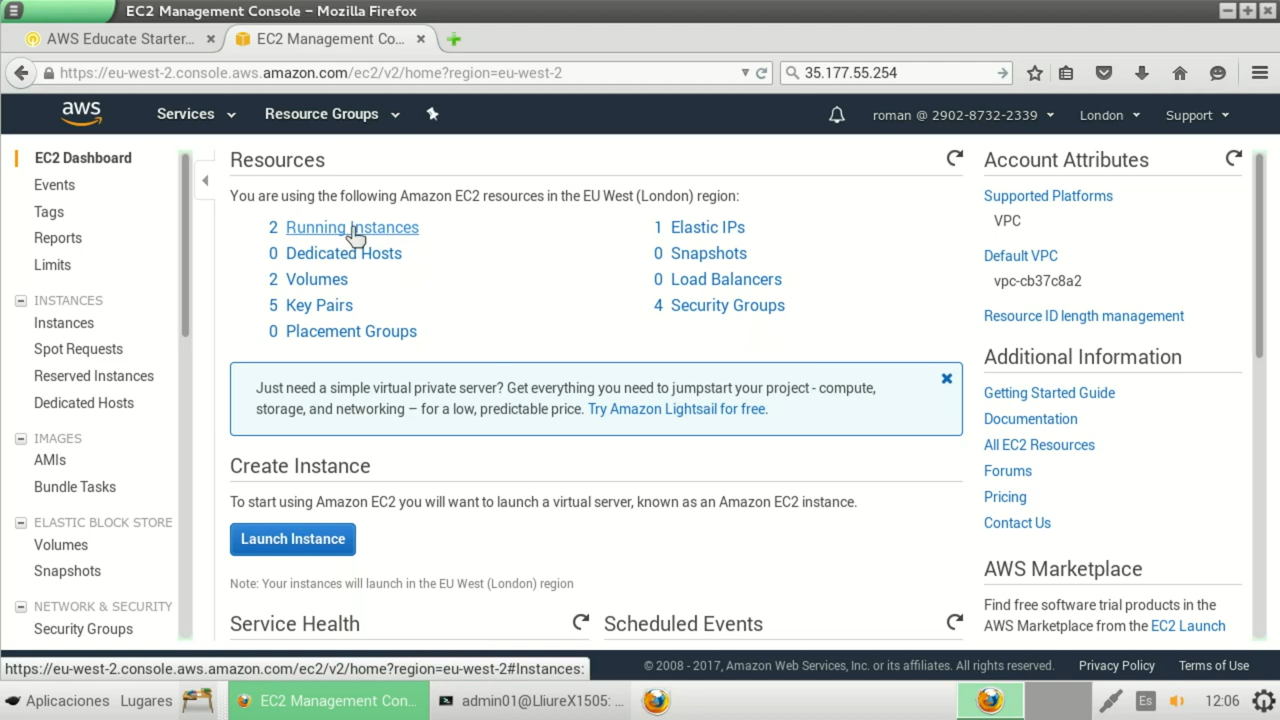 EC2 Management Console – Mozilla Firefox
AWS Educate Starter...
EC2 Management Co...
https://eu-west-2.console.aws.amazon.com/ec2/v2/home?region=eu-west-2
35.177.55.254
aws
Services
Resource Groups
roman @ 2902-8732-2339
London
Support
EC2 Dashboard
Events
Tags
Reports
Limits
INSTANCES
Instances
Spot Requests
Reserved Instances
Dedicated Hosts
IMAGES
AMIs
Bundle Tasks
ELASTIC BLOCK STORE
Volumes
Snapshots
NETWORK & SECURITY
Security Groups
Resources
You are using the following Amazon EC2 resources in the EU West (London) region:
2 Running Instances
0 Dedicated Hosts
2 Volumes
5 Key Pairs
0 Placement Groups
1 Elastic IPs
0 Snapshots
0 Load Balancers
4 Security Groups
Just need a simple virtual private server? Get everything you need to jumpstart your project - compute,
storage, and networking – for a low, predictable price. Try Amazon Lightsail for free.
Create Instance
To start using Amazon EC2 you will want to launch a virtual server, known as an Amazon EC2 instance.
Launch Instance
Note: Your instances will launch in the EU West (London) region
Service Health
Scheduled Events
Account Attributes
Supported Platforms
VPC
Default VPC
vpc-cb37c8a2
Resource ID length management
Additional Information
Getting Started Guide
Documentation
All EC2 Resources
Forums
Pricing
Contact Us
AWS Marketplace
Find free software trial products in the
AWS Marketplace from the EC2 Launch
https://eu-west-2.console.aws.amazon.com/ec2/v2/home?region=eu-west-2#Instances:
© 2008 - 2017, Amazon Web Services, Inc. or its affiliates. All rights reserved.
Privacy Policy
Terms of Use
Aplicaciones
Lugares
EC2 Management Con...
admin01@LliureX1505: ...
Es
12:06